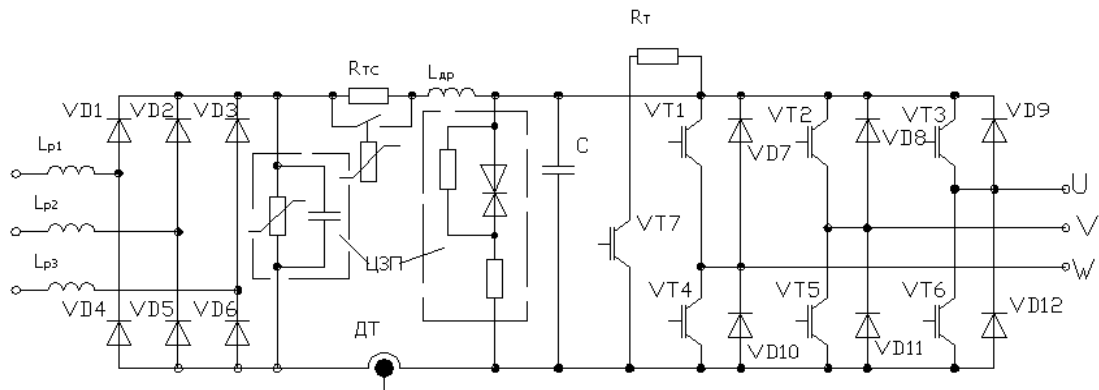 Rт
Rтс
Lдр
VD1
VD2
VD3
VT1
VT2
VT3
VD9
VD7
VD8
C
Lр1
Lр2
Lр3
U
V
W
VT7
ЦЗП
VD4
VD5
VD6
VT4
VT5
VT6
VD12
ДТ
VD10
VD11